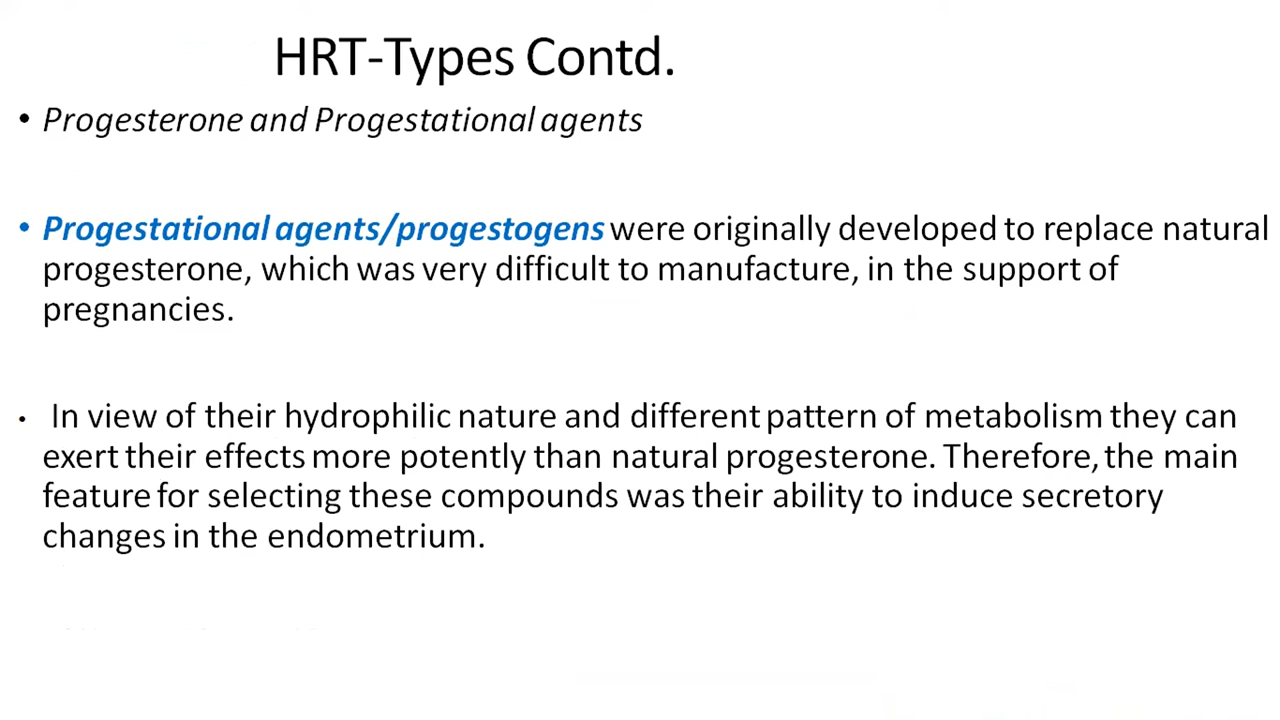 HRT-Types Contd.
• Progesterone and Progestational agents
• Progestational agents/progestogens were originally developed to replace natural
progesterone, which was very difficult to manufacture, in the support of
pregnancies.
• In view of their hydrophilic nature and different pattern of metabolism they can
exert their effects more potently than natural progesterone. Therefore, the main
feature for selecting these compounds was their ability to induce secretory
changes in the endometrium.